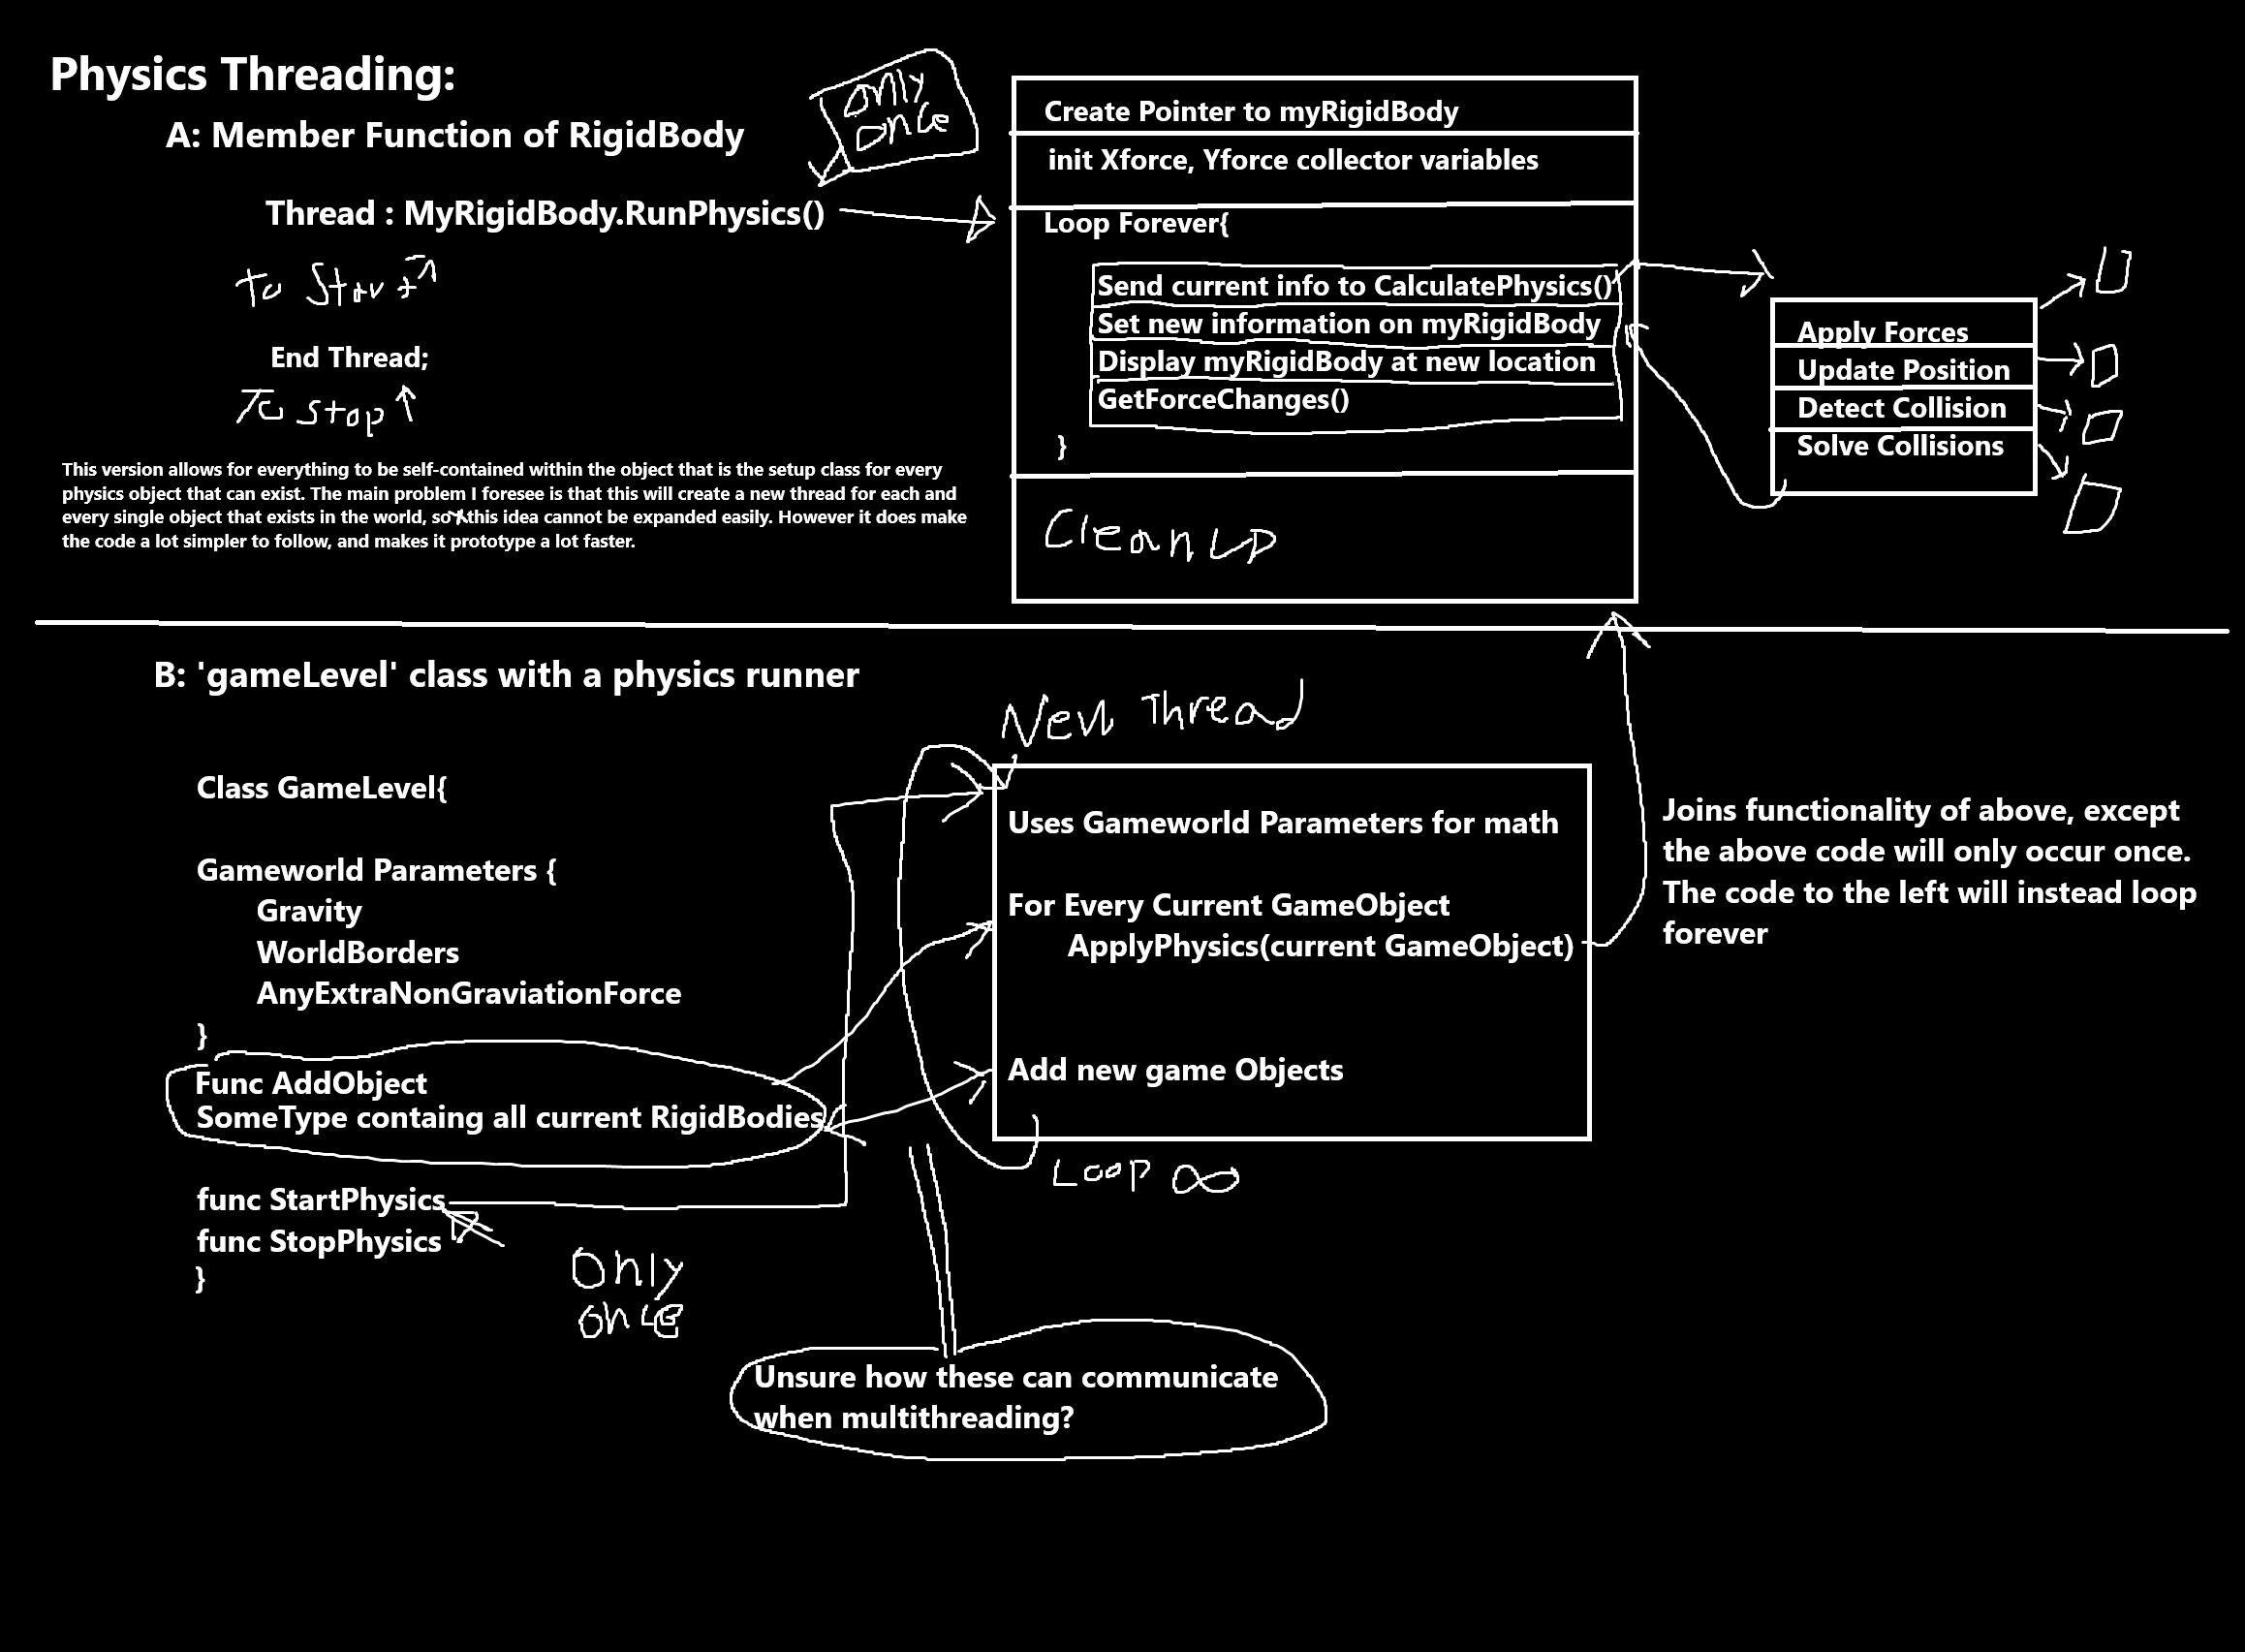 Physics Threading:
A: Member Function of RigidBody
only
once
Thread : MyRigidBody.RunPhysics()
To Start
End Thread;
To stop
This version allows for everything to be self-contained within the object that is the setup class for every
physics object that can exist. The main problem I foresee is that this will create a new thread for each and
every single object that exists in the world, so this idea cannot be expanded easily. However it does make
the code a lot simpler to follow, and makes it prototype a lot faster.
Create Pointer to myRigidBody
init Xforce, Yforce collector variables
Loop Forever{
Send current info to CalculatePhysics()
Set new information on myRigidBody
Display myRigidBody at new location
GetForceChanges()
}
Clean up
Apply Forces
Update Position
Detect Collision
Solve Collisions
B: 'gameLevel' class with a physics runner
Class GameLevel{
Gameworld Parameters {
Gravity
WorldBorders
AnyExtraNonGraviationForce
}
Func AddObject
SomeType containg all current RigidBodies
func StartPhysics
func StopPhysics
}
Only
once
New Thread
Uses Gameworld Parameters for math
For Every Current GameObject
ApplyPhysics(current GameObject)
Add new game Objects
Loop ∞
Joins functionality of above, except
the above code will only occur once.
The code to the left will instead loop
forever
Unsure how these can communicate
when multithreading?